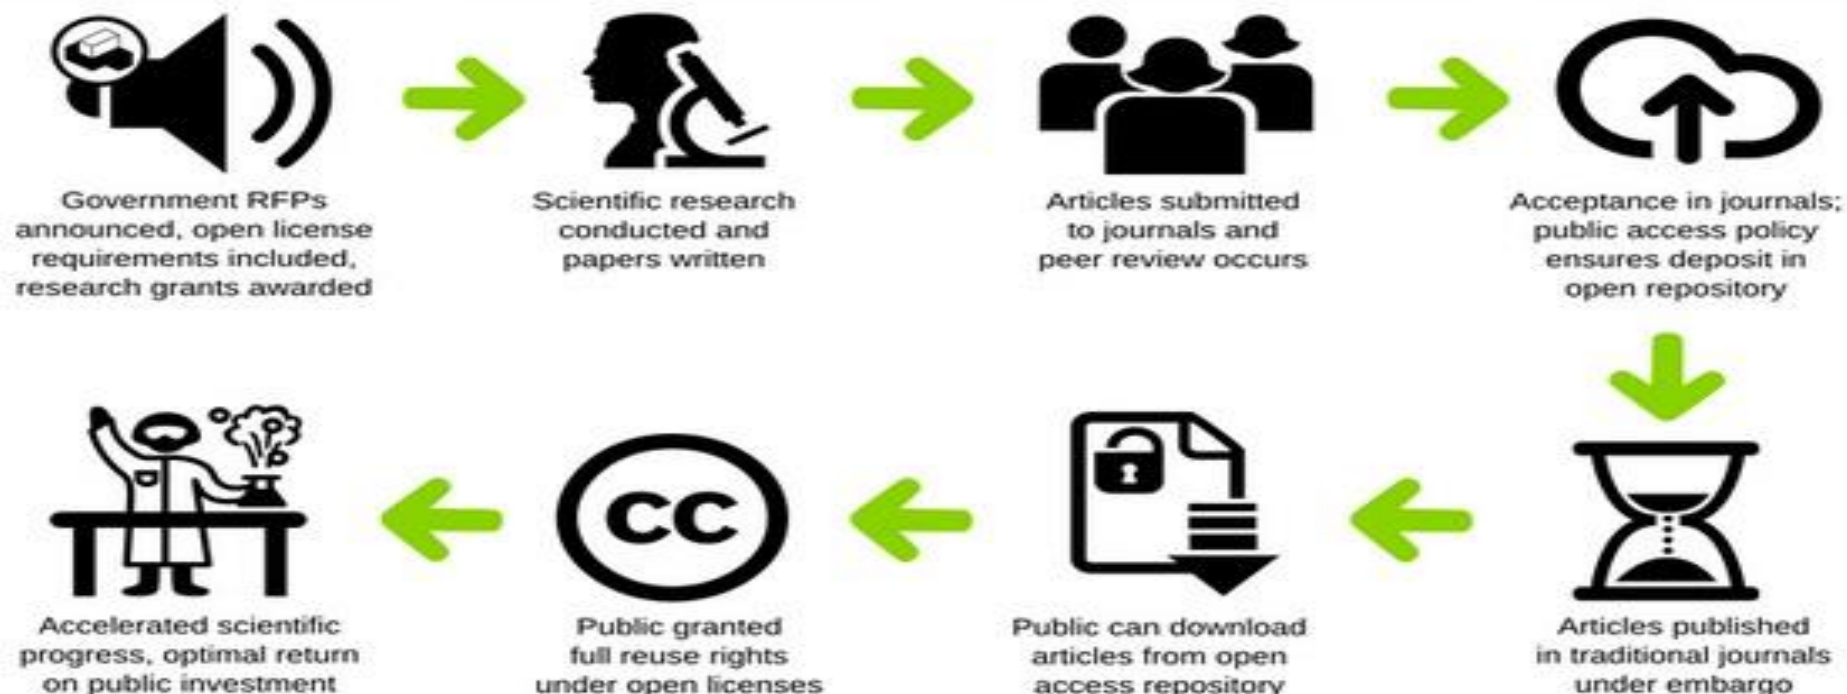 Government RFPs
announced, open license
requirements included,
research grants awarded
Scientific research
conducted and
papers written
Articles submitted
to journals and
peer review occurs
Acceptance in journals;
public access policy
ensures deposit in
open repository
Articles published
in traditional journals
under embargo
Public can download
articles from open
access repository
CC
Public granted
full reuse rights
under open licenses
Accelerated scientific
progress, optimal return
on public investment